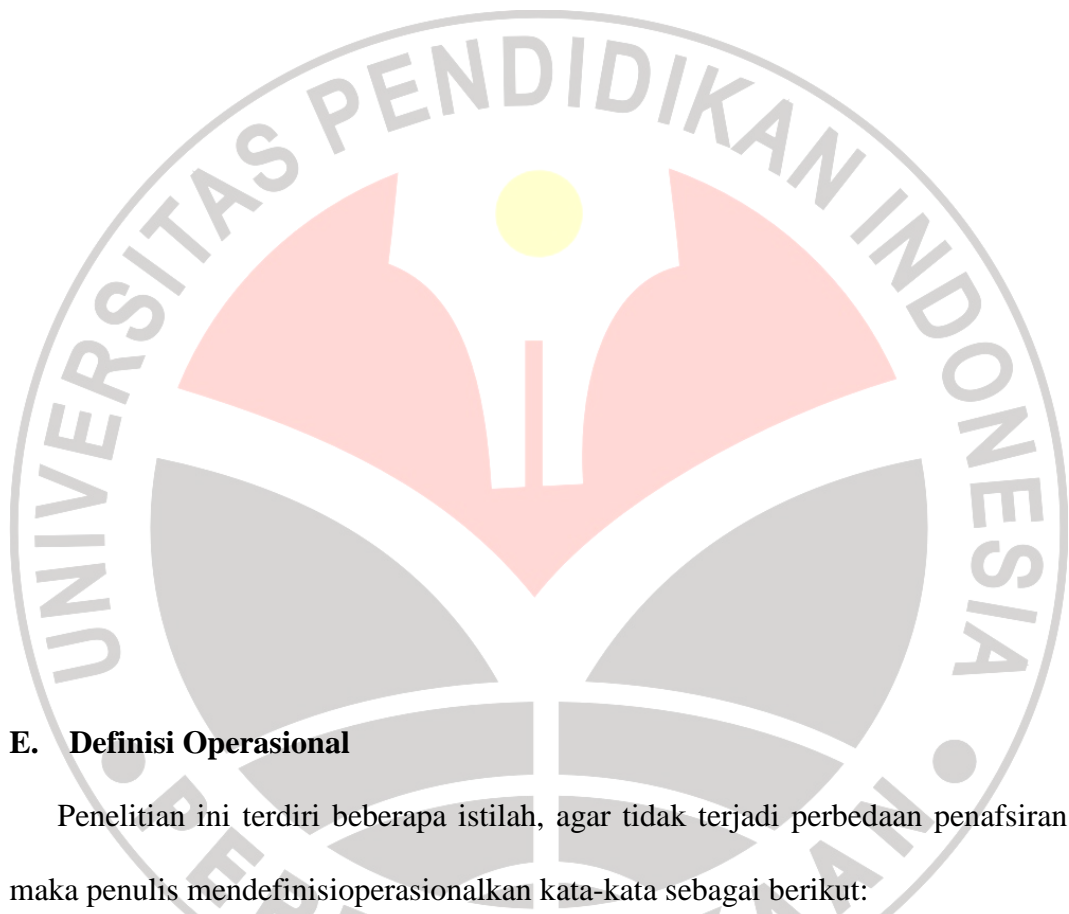 UNIVERSITAS PENDIDIKAN INDONESIA
E. Definisi Operasional
Penelitian ini terdiri beberapa istilah, agar tidak terjadi perbedaan penafsiran
maka penulis mendefinisioperasionalkan kata-kata sebagai berikut: